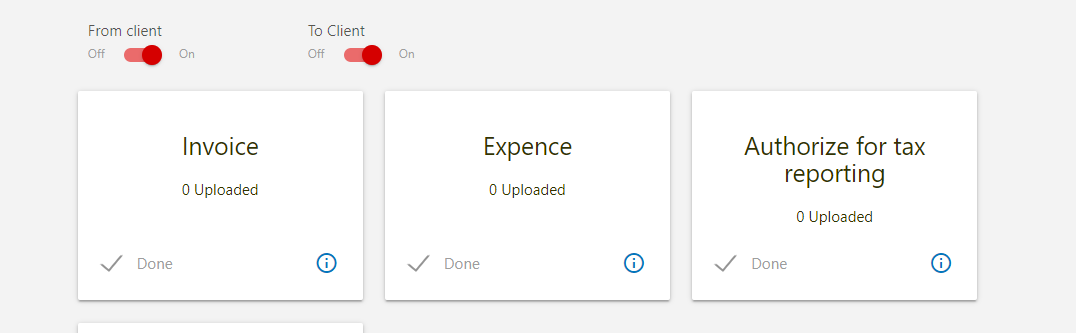 From client
To Client
Off On
Off On
Invoice
Expence
Authorize for tax
reporting
0 Uploaded
0 Uploaded
0 Uploaded
Done
Done
Done